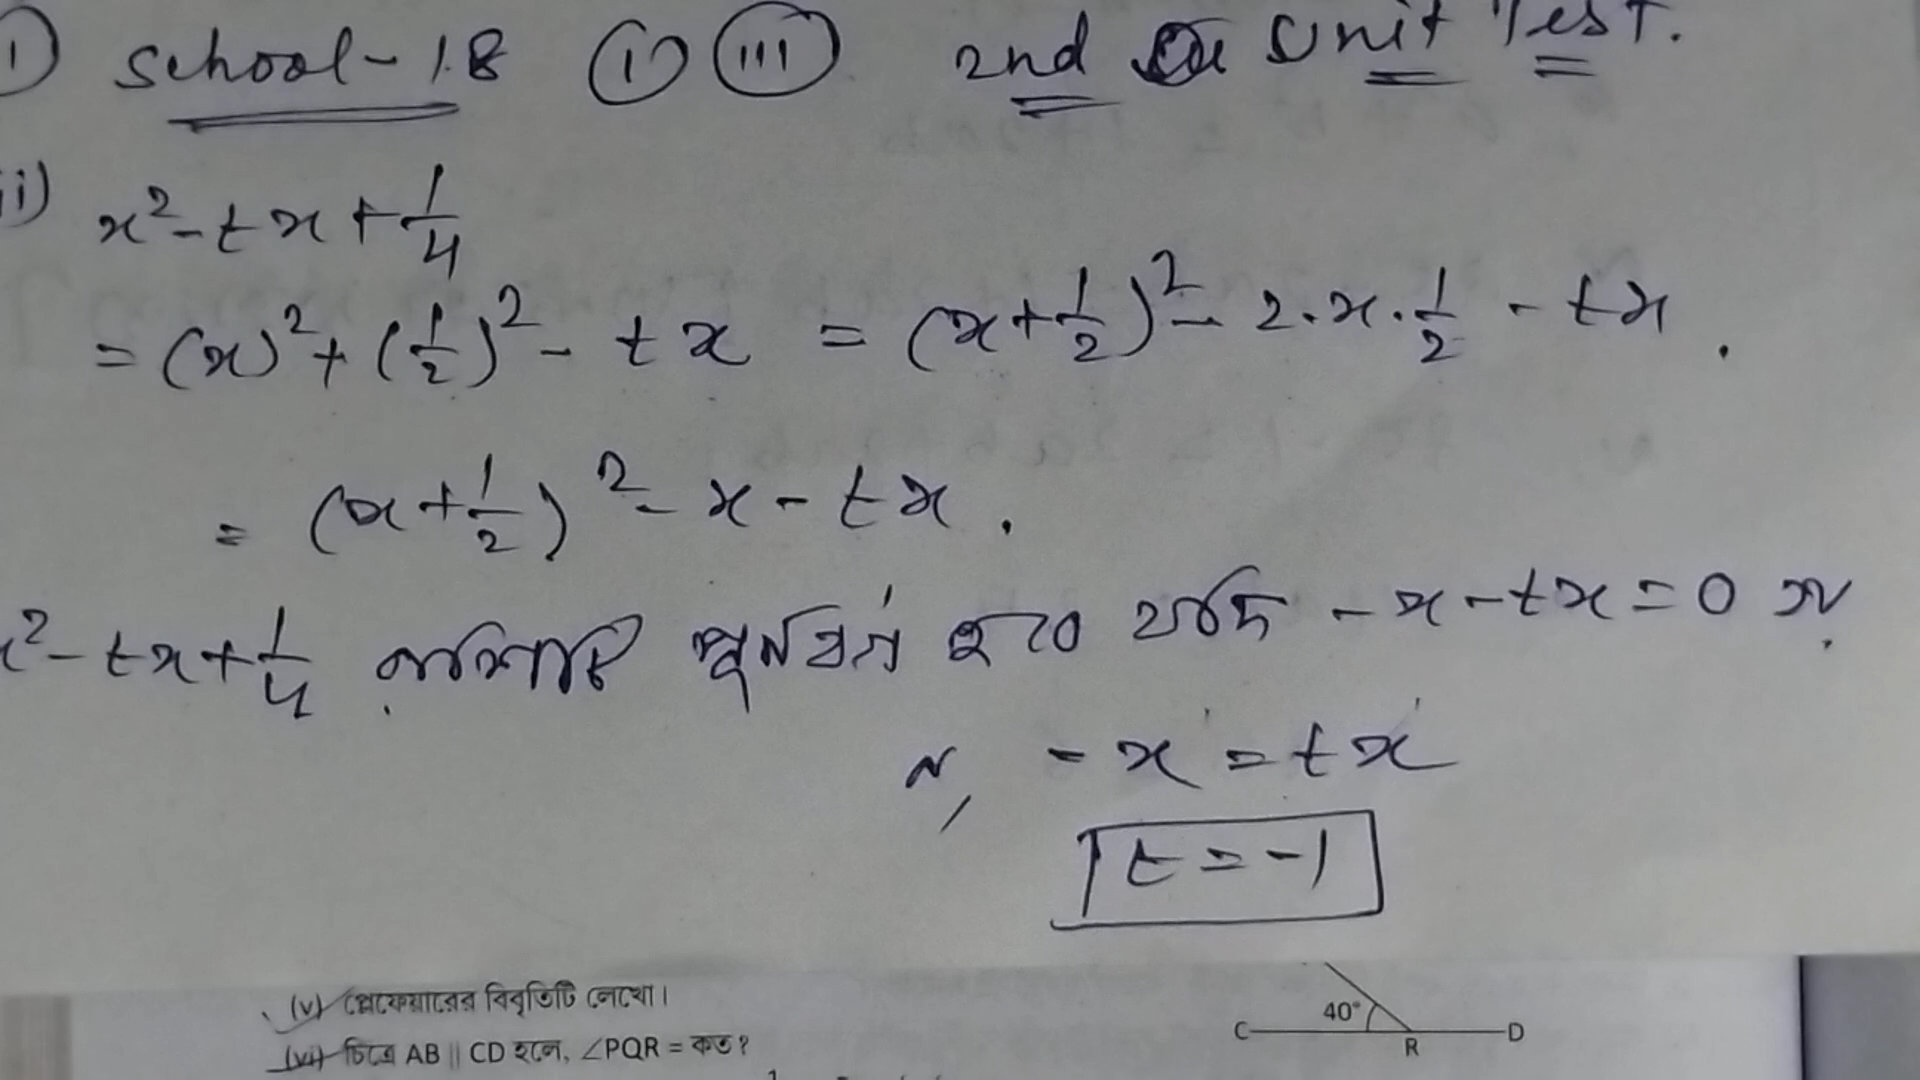 i) school-18 (i) (iii) 2nd Unit Test.
ii) x² - tx + 1/4
= (x)² + (1/2)² - tx = (x + 1/2)² - 2.x.1/2 - tx.
= (x + 1/2)² - x - tx.
x² - tx + 1/4 রাশিটি পূর্ণবর্গ হবে যদি - x - tx = 0 হয়.
বা, - x = tx
t = -1
(v) প্লেফেয়ারের বিবৃতিটি লেখো।
(vi) চিত্রে AB || CD হলে, ∠PQR = কত?
40°
C D
R